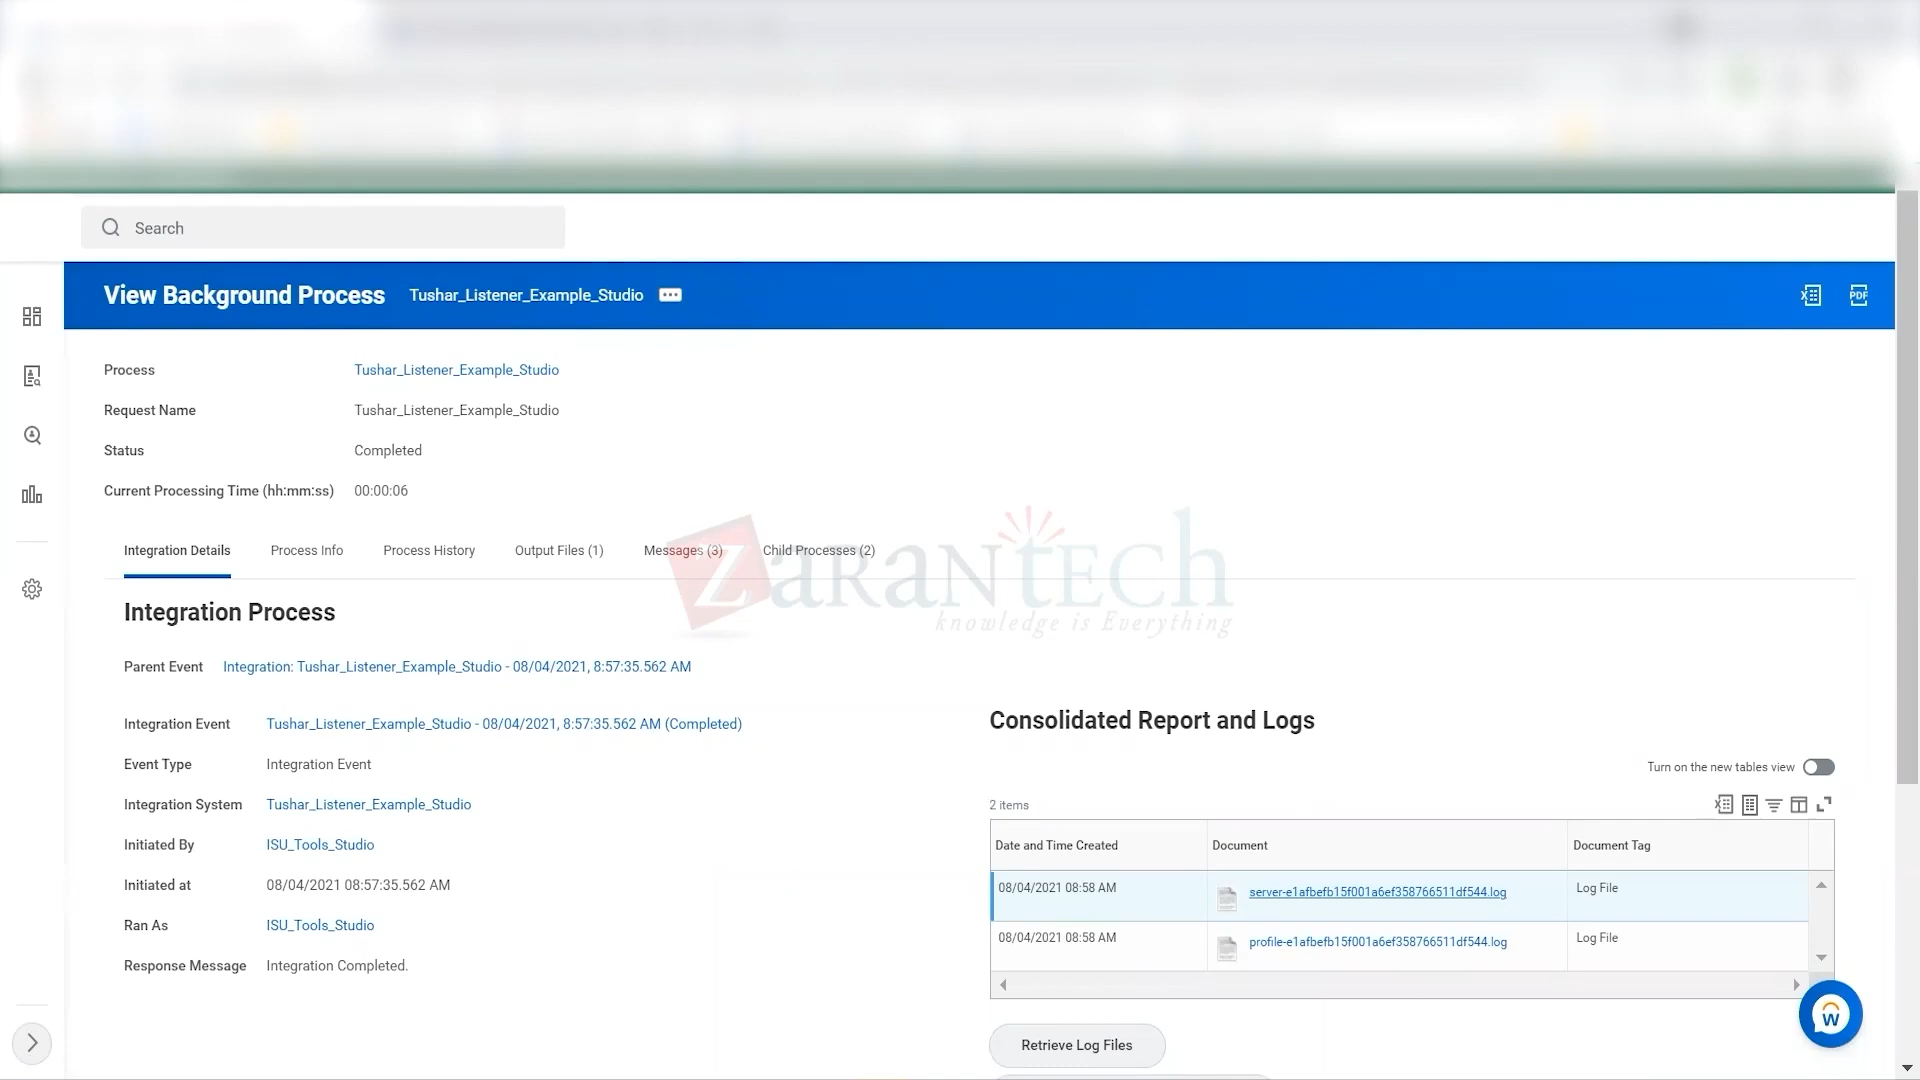 Search
View Background Process Tushar_Listener_Example_Studio
PDF
Process Tushar_Listener_Example_Studio
Request Name Tushar_Listener_Example_Studio
Status Completed
Current Processing Time (hh:mm:ss) 00:00:06
Integration Details Process Info Process History Output Files (1) Messages (3) Child Processes (2)
ZaranTech
knowledge is Everything
Integration Process
Parent Event Integration: Tushar_Listener_Example_Studio - 08/04/2021, 8:57:35.562 AM
Integration Event Tushar_Listener_Example_Studio - 08/04/2021, 8:57:35.562 AM (Completed)
Event Type Integration Event
Integration System Tushar_Listener_Example_Studio
Initiated By ISU_Tools_Studio
Initiated at 08/04/2021 08:57:35.562 AM
Ran As ISU_Tools_Studio
Response Message Integration Completed.
Consolidated Report and Logs
Turn on the new tables view
2 items
Date and Time Created Document Document Tag
08/04/2021 08:58 AM server-e1afbefb15f001a6ef358766511df544.log Log File
08/04/2021 08:58 AM profile-e1afbefb15f001a6ef358766511df544.log Log File
W
Retrieve Log Files